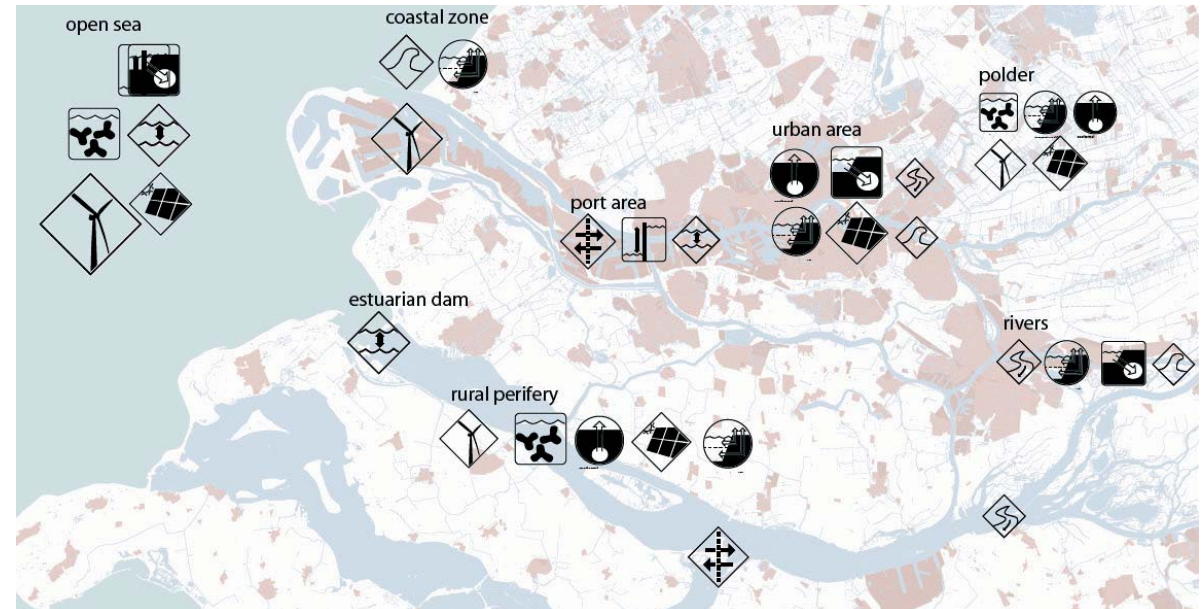 open sea
coastal zone
polder
urban area
port area
estuarian dam
rivers
rural perifery